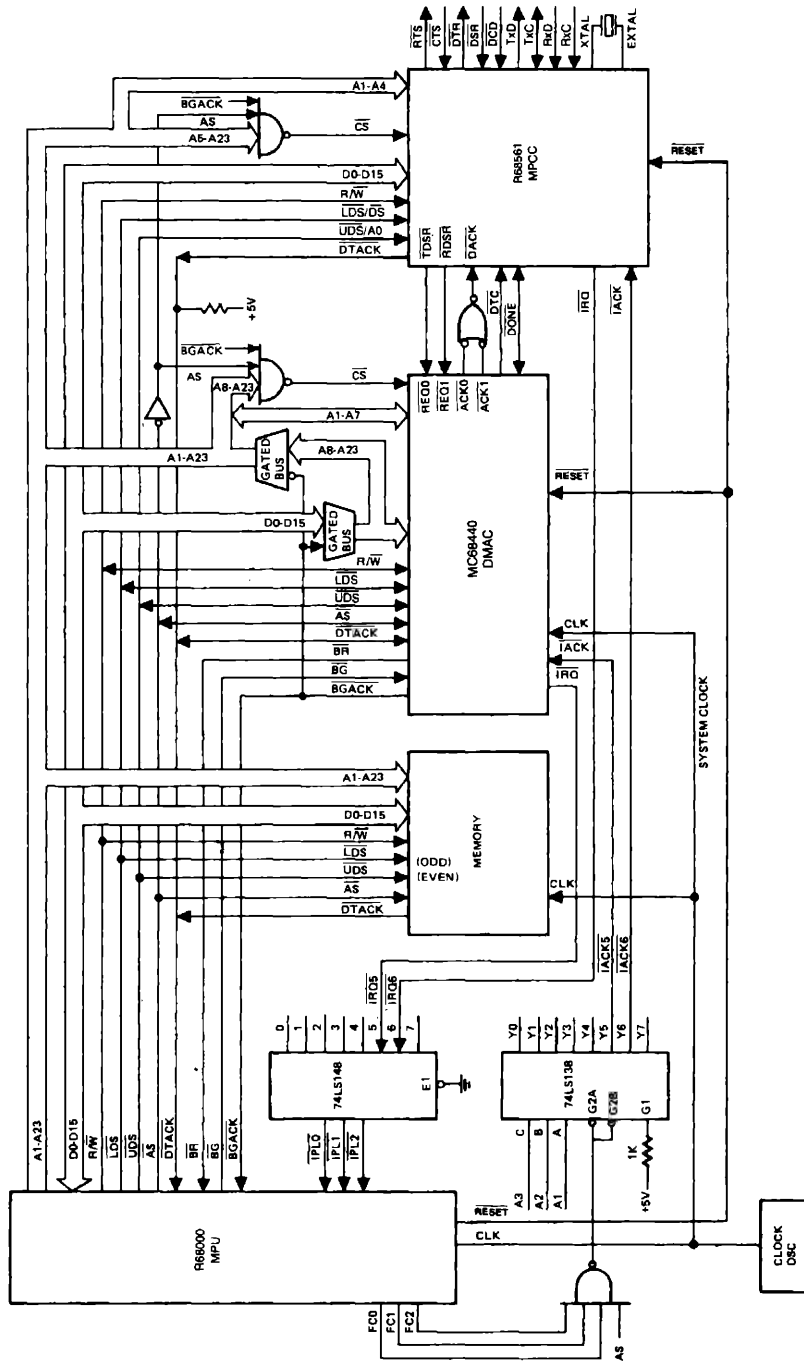 R68000
MPU
A1-A23
D0-D15
R/W
LDS
UDS
AS
DTACK
BR
BG
BGACK
IPL0
IPL1
IPL2
RESET
CLK
FC0
FC1
FC2
AS
CLOCK
OSC
74LS148
0
1
2
3
4
5
6
7
E1
IRQ5
IRQ6
74LS138
C
B
A
A3
A2
A1
G2A
G2B
G1
1K
+5V
Y0
Y1
Y2
Y3
Y4
Y5
Y6
Y7
IACK5
IACK6
MEMORY
(ODD)
(EVEN)
A1-A23
D0-D15
R/W
LDS
UDS
AS
DTACK
CLK
SYSTEM CLOCK
MC68440
DMAC
A1-A23
D0-D15
GATED
BUS
GATED
BUS
A8-A23
A1-A7
A8-A23
AS
BGACK
CS
R/W
LDS
UDS
AS
DTACK
BR
BG
BGACK
CLK
IACK
IRQ
RESET
REQ0
REQ1
ACK0
ACK1
+5V
R68561
MPCC
A1-A4
BGACK
AS
A5-A23
CS
D0-D15
R/W
LDS/DS
UDS/A0
DTACK
TDSR
RDSR
DACK
DTC
DONE
IRQ
IACK
RESET
RTS
CTS
DTR
DSR
DCD
TxD
TxC
RxD
RxC
XTAL
EXTAL